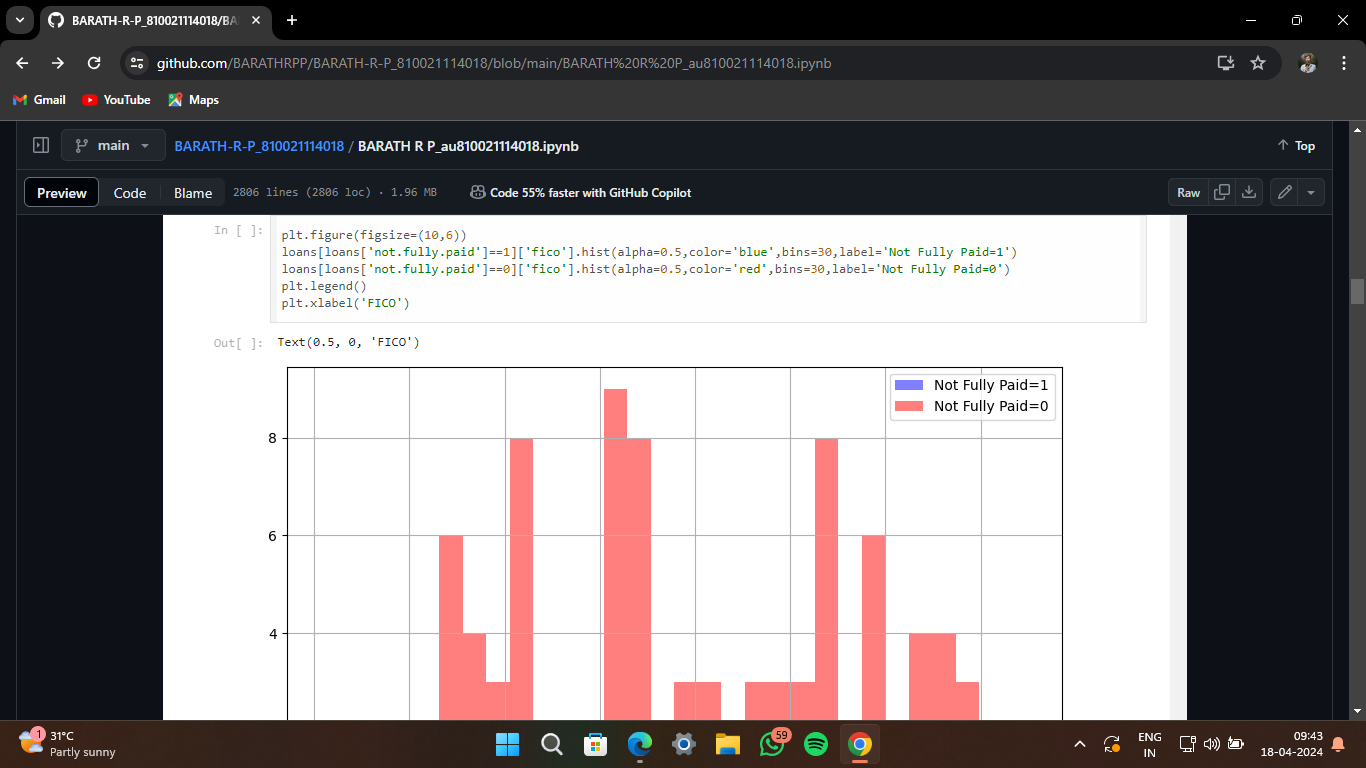 BARATH-R-P_810021114018/BA
github.com/BARATHRPP/BARATH-R-P_810021114018/blob/main/BARATH%20R%20P_au810021114018.ipynb
Gmail YouTube Maps
main BARATH-R-P_810021114018 / BARATH R P_au810021114018.ipynb Top
Preview Code Blame 2806 lines (2806 loc) · 1.96 MB Code 55% faster with GitHub Copilot Raw
In [ ]: plt.figure(figsize=(10,6))
loans[loans['not.fully.paid']==1]['fico'].hist(alpha=0.5,color='blue',bins=30,label='Not Fully Paid=1')
loans[loans['not.fully.paid']==0]['fico'].hist(alpha=0.5,color='red',bins=30,label='Not Fully Paid=0')
plt.legend()
plt.xlabel('FICO')
Out[ ]: Text(0.5, 0, 'FICO')
Not Fully Paid=1
Not Fully Paid=0
8
6
4
1 31°C
Partly sunny
59
ENG
IN
09:43
18-04-2024